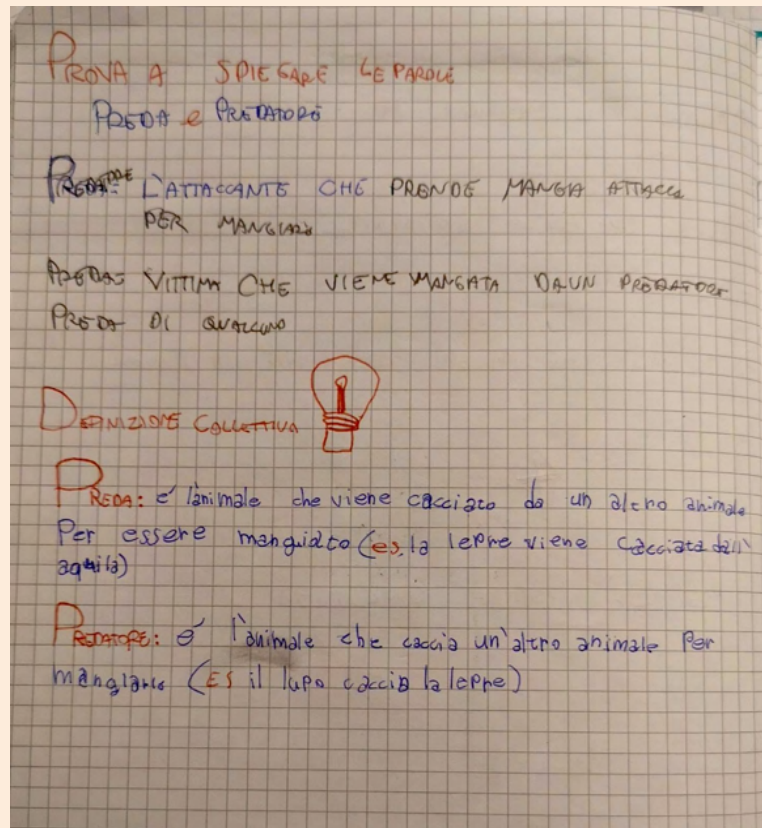 PROVA A SPIEGARE LE PAROLE
PREDA e PREDATORE
PREDATORE= L'ATTACCANTE CHE PRENDE MANGIA ATTACCA
PER MANGIARE
PREDA= VITTIMA CHE VIENE MANGATA DA UN PREDATORE
PREDA DI QUALCUNO
DEFINIZIONE COLLETTIVA
PREDA: é l'animale che viene cacciato da un altro animale
Per essere mangiato (es. la lepre viene cacciata dall'
aquila)
PREDATORE: é l'animale che caccia un'altro animale Per
mangiarlo (ES il lupo caccia la lepre)